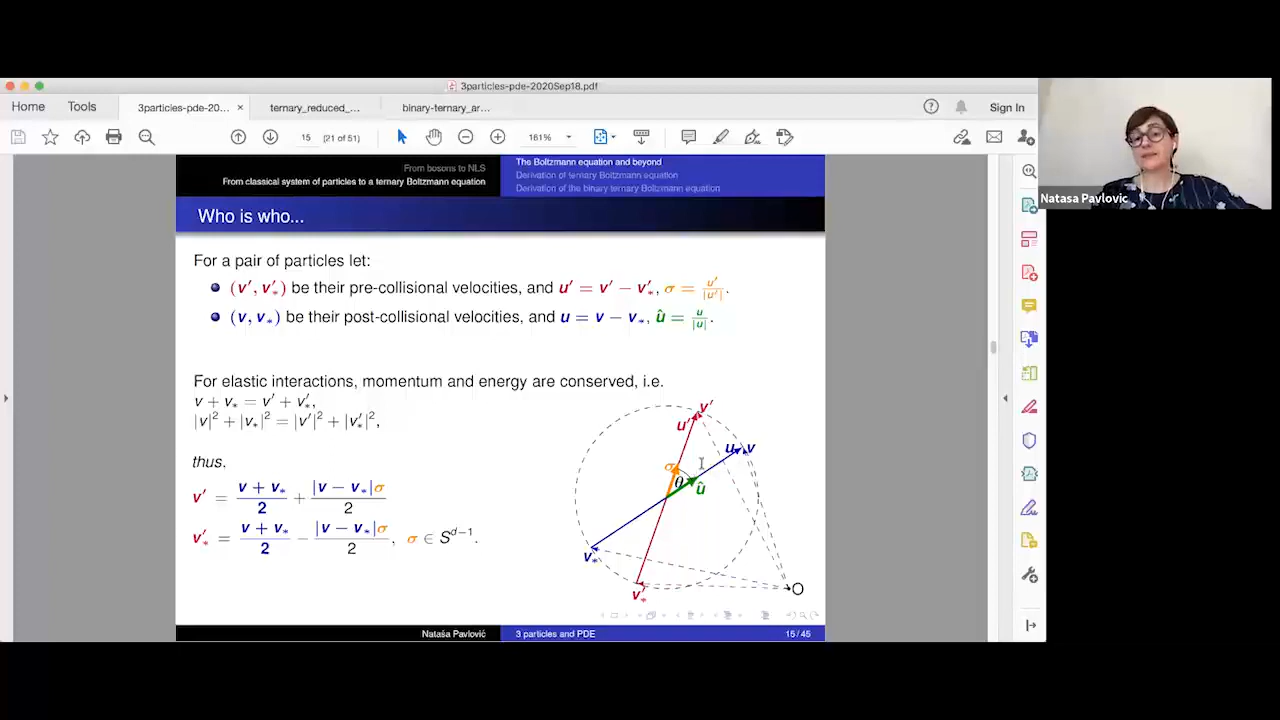 3particles-pde-2020Sep18.pdf
Home Tools 3particles-pde-20... × ternary_reduced_... binary-ternary_ar... Sign In
15 (21 of 51) 161%
From bosons to NLS
From classical system of particles to a ternary Boltzmann equation
The Boltzmann equation and beyond
Derivation of ternary Boltzmann equation
Derivation of the binary ternary Boltzmann equation
Who is who...
For a pair of particles let:
(v′, v′∗) be their pre-collisional velocities, and u′ = v′ − v′∗, σ = u′/|u′|.
(v, v∗) be their post-collisional velocities, and u = v − v∗, û = u/|u|.
For elastic interactions, momentum and energy are conserved, i.e.
v + v∗ = v′ + v′∗,
|v|² + |v∗|² = |v′|² + |v′∗|²,
thus.
v′ = (v + v∗)/2 + |v − v∗|σ/2
v′∗ = (v + v∗)/2 − |v − v∗|σ/2, σ ∈ S^{d−1}.
v′
u′
u v
σ
θ û
v∗
v′∗
O
Nataša Pavlović 3 particles and PDE 15 / 45
Natasa Pavlovic